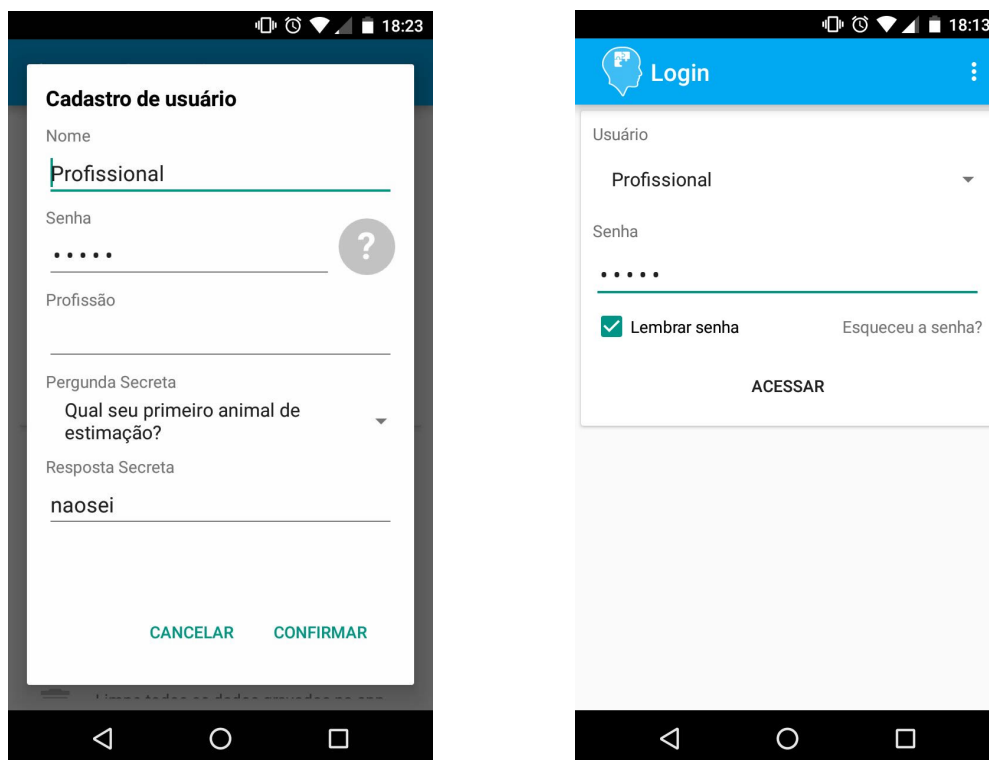 18:23
Cadastro de usuário
Nome
Profissional
Senha
•••••
?
Profissão
Pergunda Secreta
Qual seu primeiro animal de
estimação?
Resposta Secreta
naosei
CANCELAR CONFIRMAR
18:13
Login
Usuário
Profissional
Senha
•••••
Lembrar senha Esqueceu a senha?
ACESSAR